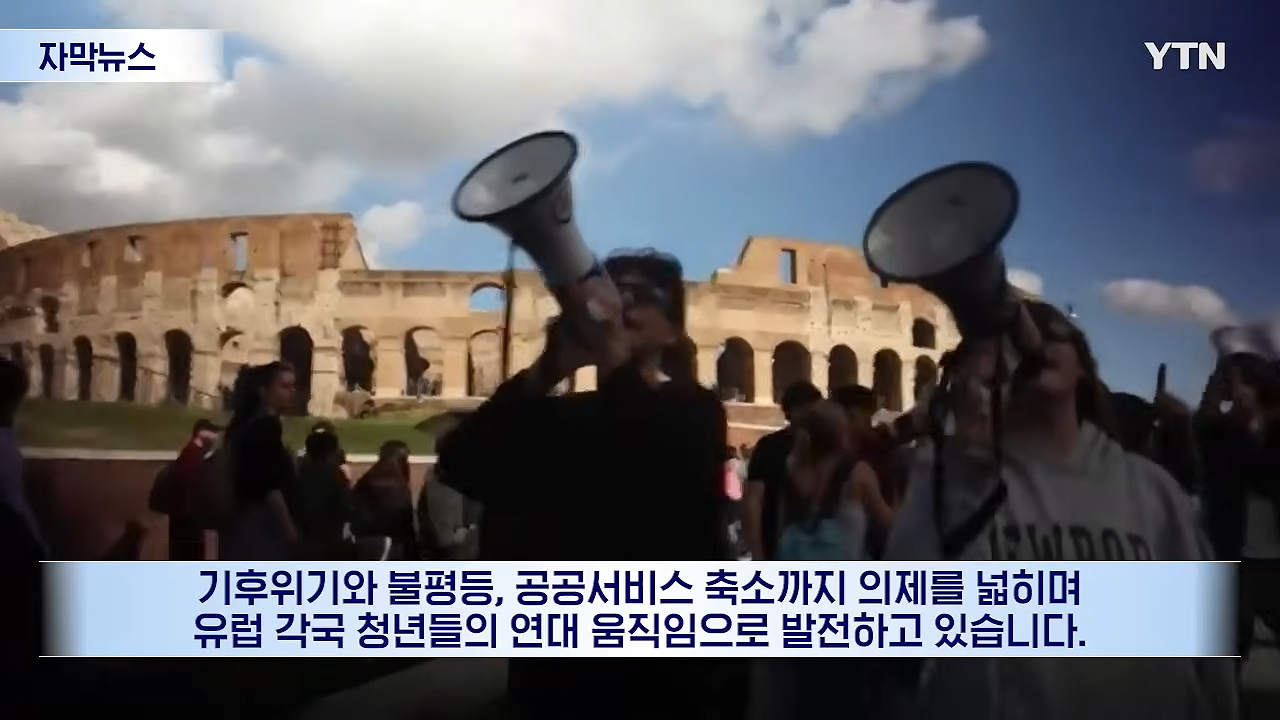 자막뉴스
YTN
기후위기와 불평등, 공공서비스 축소까지 의제를 넓히며
유럽 각국 청년들의 연대 움직임으로 발전하고 있습니다.